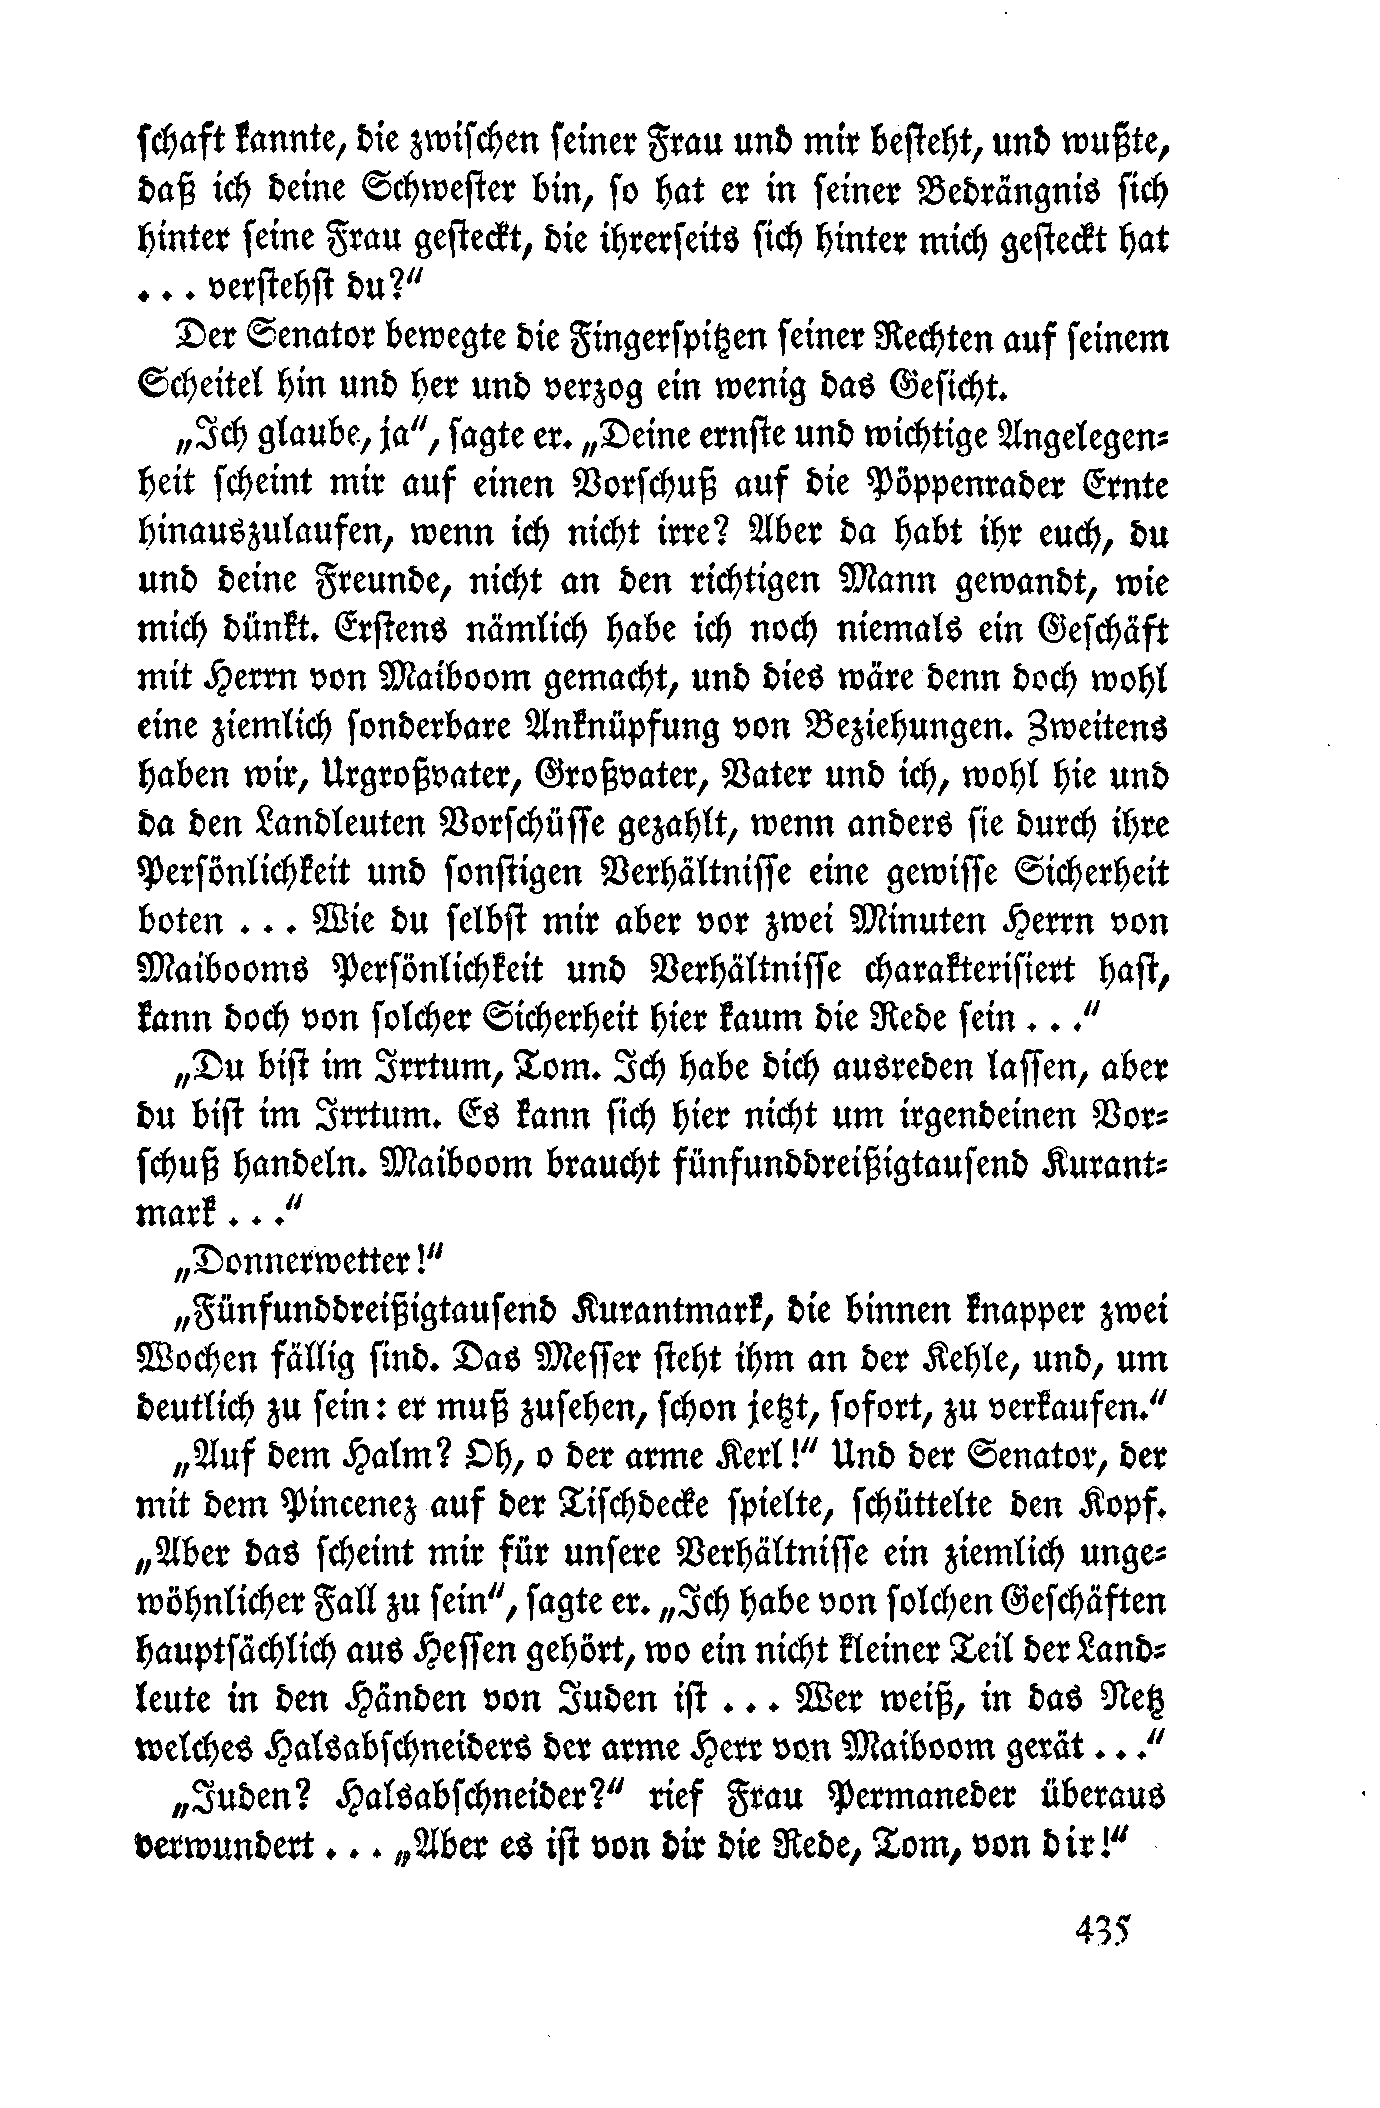 schaft kannte, die zwischen seiner Frau und mir besteht, und wußte,
daß ich deine Schwester bin, so hat er in seiner Bedrängnis sich
hinter seine Frau gesteckt, die ihrerseits sich hinter mich gesteckt hat
. . . verstehst du?“
Der Senator bewegte die Fingerspitzen seiner Rechten auf seinem
Scheitel hin und her und verzog ein wenig das Gesicht.
„Ich glaube, ja“, sagte er. „Deine ernste und wichtige Angelegen-
heit scheint mir auf einen Vorschuß auf die Pöppenrader Ernte
hinauszulaufen, wenn ich nicht irre? Aber da habt ihr euch, du
und deine Freunde, nicht an den richtigen Mann gewandt, wie
mich dünkt. Erstens nämlich habe ich noch niemals ein Geschäft
mit Herrn von Maiboom gemacht, und dies wäre denn doch wohl
eine ziemlich sonderbare Anknüpfung von Beziehungen. Zweitens
haben wir, Urgroßvater, Großvater, Vater und ich, wohl hie und
da den Landleuten Vorschüsse gezahlt, wenn anders sie durch ihre
Persönlichkeit und sonstigen Verhältnisse eine gewisse Sicherheit
boten . . . Wie du selbst mir aber vor zwei Minuten Herrn von
Maibooms Persönlichkeit und Verhältnisse charakterisiert hast,
kann doch von solcher Sicherheit hier kaum die Rede sein . . .“
„Du bist im Irrtum, Tom. Ich habe dich ausreden lassen, aber
du bist im Irrtum. Es kann sich hier nicht um irgendeinen Vor-
schuß handeln. Maiboom braucht fünfunddreißigtausend Kurant-
mark . . .“
„Donnerwetter!“
„Fünfunddreißigtausend Kurantmark, die binnen knapper zwei
Wochen fällig sind. Das Messer steht ihm an der Kehle, und, um
deutlich zu sein: er muß zusehen, schon jetzt, sofort, zu verkaufen.“
„Auf dem Halm? Oh, o der arme Kerl!“ Und der Senator, der
mit dem Pincenez auf der Tischdecke spielte, schüttelte den Kopf.
„Aber das scheint mir für unsere Verhältnisse ein ziemlich unge-
wöhnlicher Fall zu sein“, sagte er. „Ich habe von solchen Geschäften
hauptsächlich aus Hessen gehört, wo ein nicht kleiner Teil der Land-
leute in den Händen von Juden ist . . . Wer weiß, in das Netz
welches Halsabschneiders der arme Herr von Maiboom gerät . . .“
„Juden? Halsabschneider?“ rief Frau Permaneder überaus
verwundert . . . „Aber es ist von dir die Rede, Tom, von dir!“
435